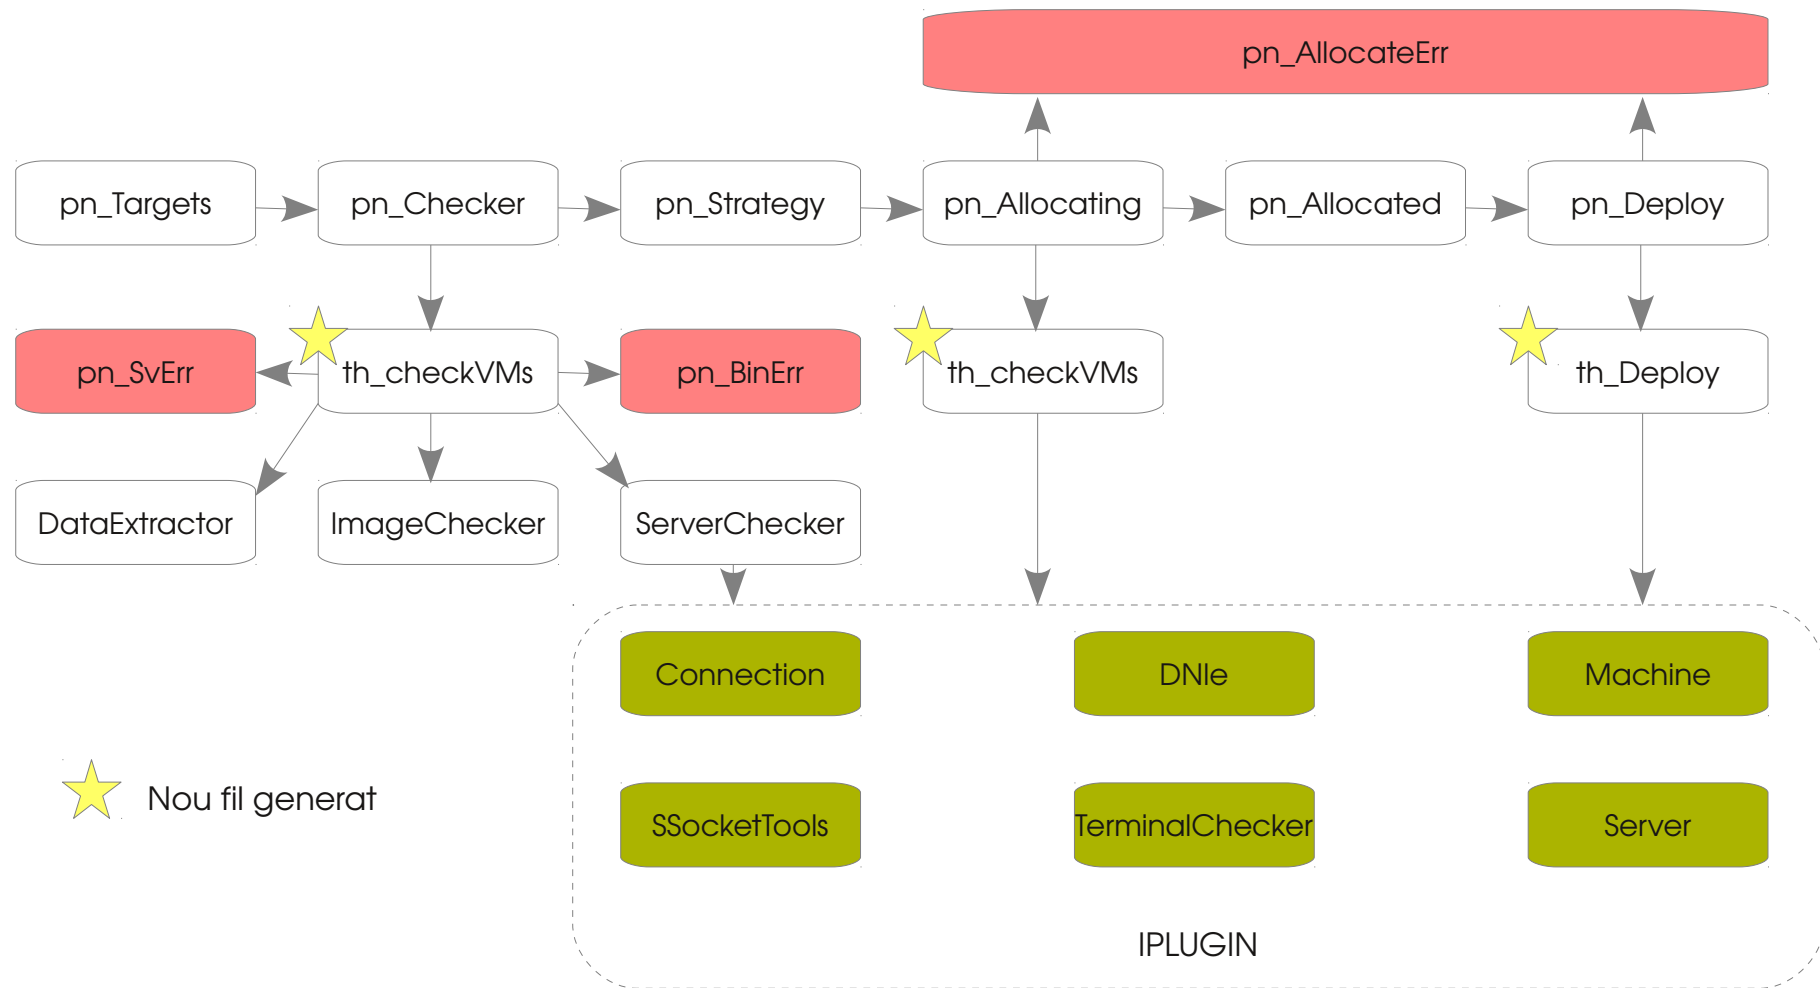 pn_AllocateErr
pn_Targets
pn_Checker
pn_Strategy
pn_Allocating
pn_Allocated
pn_Deploy
pn_SvErr
th_checkVMs
pn_BinErr
th_checkVMs
th_Deploy
DataExtractor
ImageChecker
ServerChecker
Connection
DNIe
Machine
Nou fil generat
SSocketTools
TerminalChecker
Server
IPLUGIN